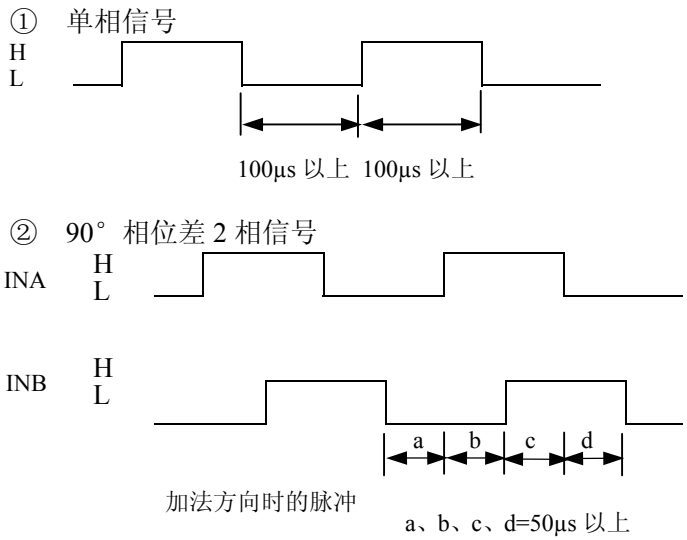 ① 单相信号
H
L
100µs 以上 100µs 以上
② 90°相位差 2 相信号
H
INA
L
H
INB
L
a b c d
加法方向时的脉冲
a、b、c、d=50µs 以上